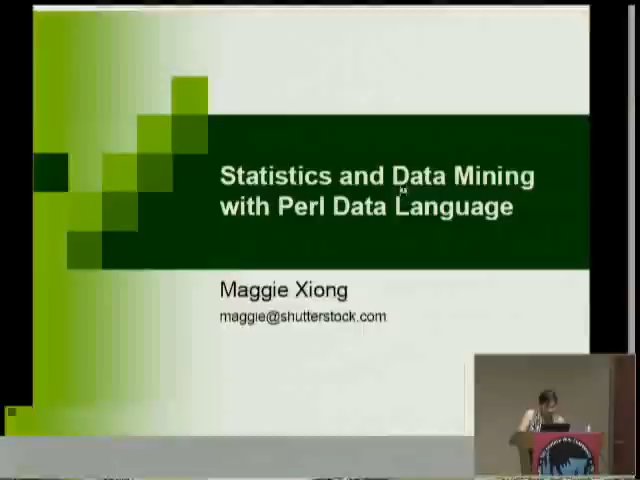 Statistics and Data Mining
with Perl Data Language
Maggie Xiong
maggie@shutterstock.com